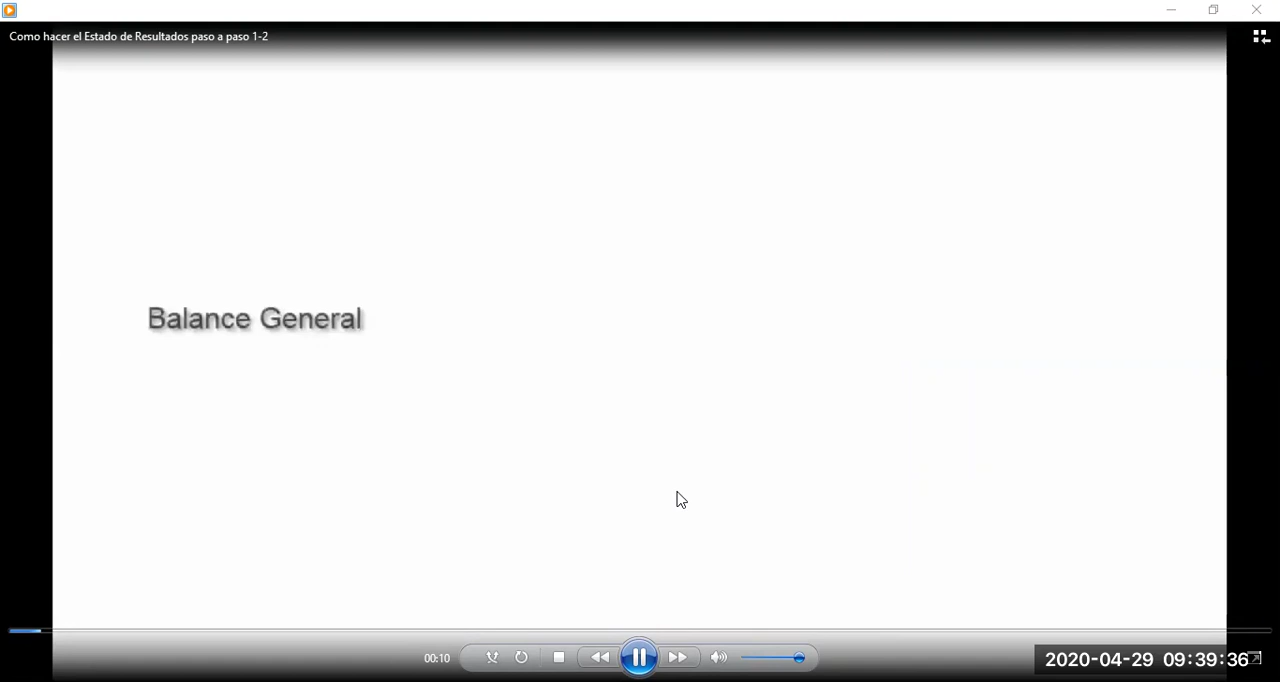 Como hacer el Estado de Resultados paso a paso 1-2
Balance General
00:10
2020-04-29 09:39:36